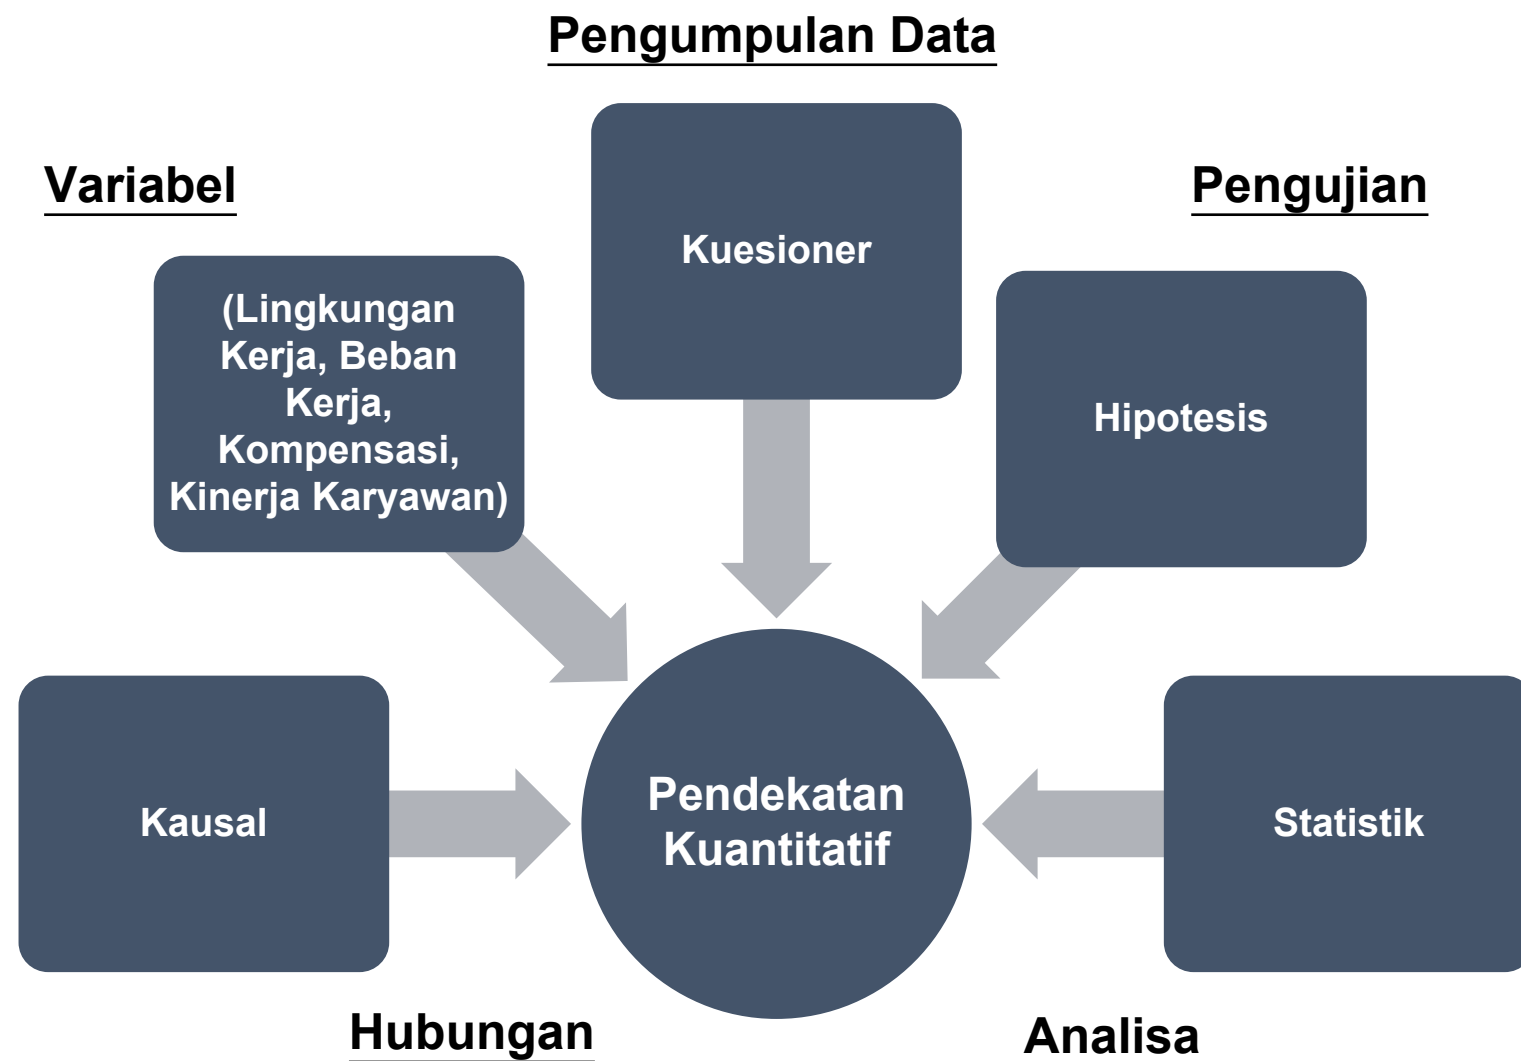 Pengumpulan Data
Variabel
Pengujian
Kuesioner
(Lingkungan
Kerja, Beban
Kerja,
Kompensasi,
Kinerja Karyawan)
Hipotesis
Kausal
Pendekatan
Kuantitatif
Statistik
Hubungan
Analisa